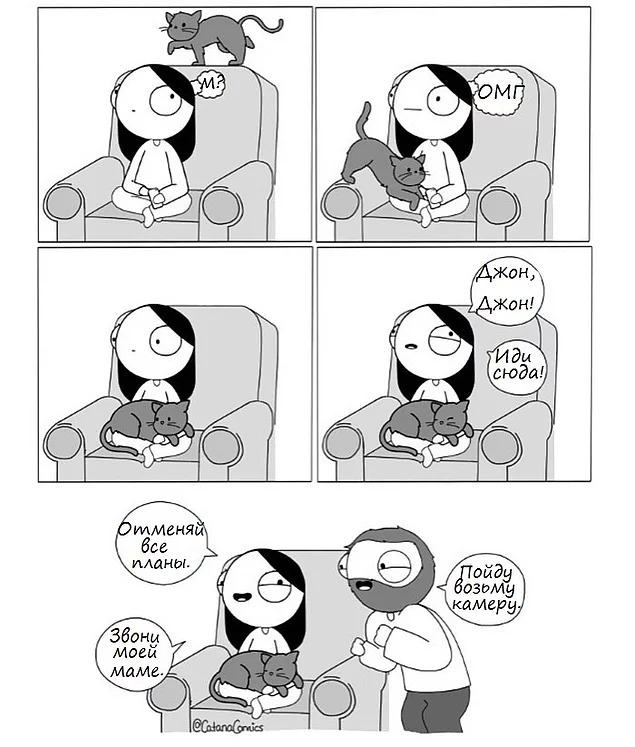 М?
ОМГ
Джон,
Джон!
Иди
сюда!
Отменяй
все
планы.
Звони
моей
маме.
Пойду
возьму
камеру.
@CatanaComics